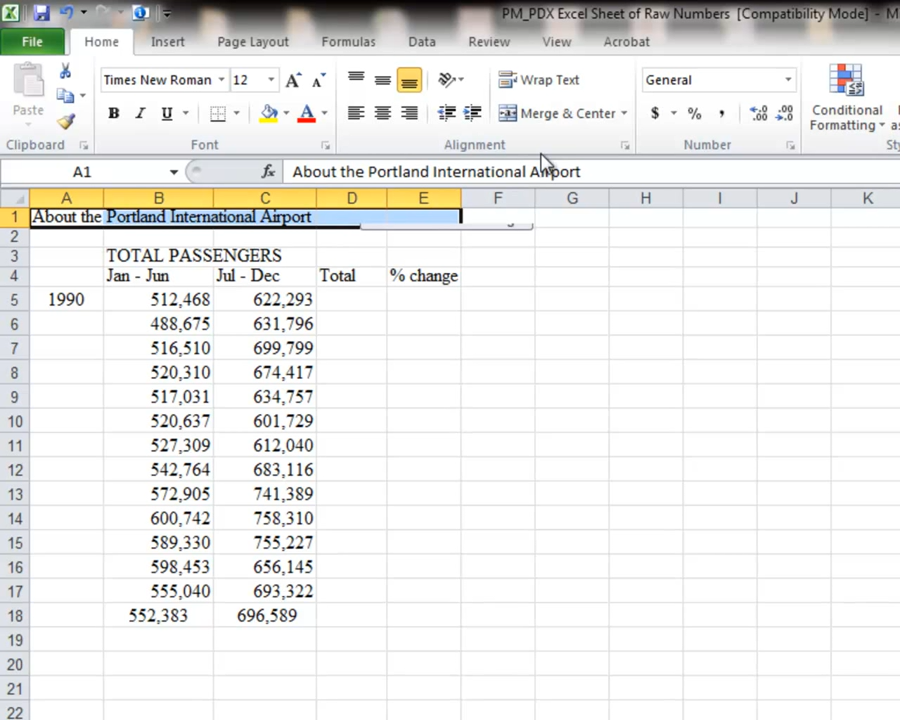 PM_PDX Excel Sheet of Raw Numbers [Compatibility Mode] - M
File Home Insert Page Layout Formulas Data Review View Acrobat
Paste
Times New Roman 12
B I U
Wrap Text
Merge & Center
General
$ % ,
Conditional
Formatting
Clipboard Font Alignment Number
A1 fx About the Portland International Airport
A B C D E F G H I J K
1 About the Portland International Airport
2
3 TOTAL PASSENGERS
4 Jan - Jun Jul - Dec Total % change
5 1990 512,468 622,293
6 488,675 631,796
7 516,510 699,799
8 520,310 674,417
9 517,031 634,757
10 520,637 601,729
11 527,309 612,040
12 542,764 683,116
13 572,905 741,389
14 600,742 758,310
15 589,330 755,227
16 598,453 656,145
17 555,040 693,322
18 552,383 696,589
19
20
21
22